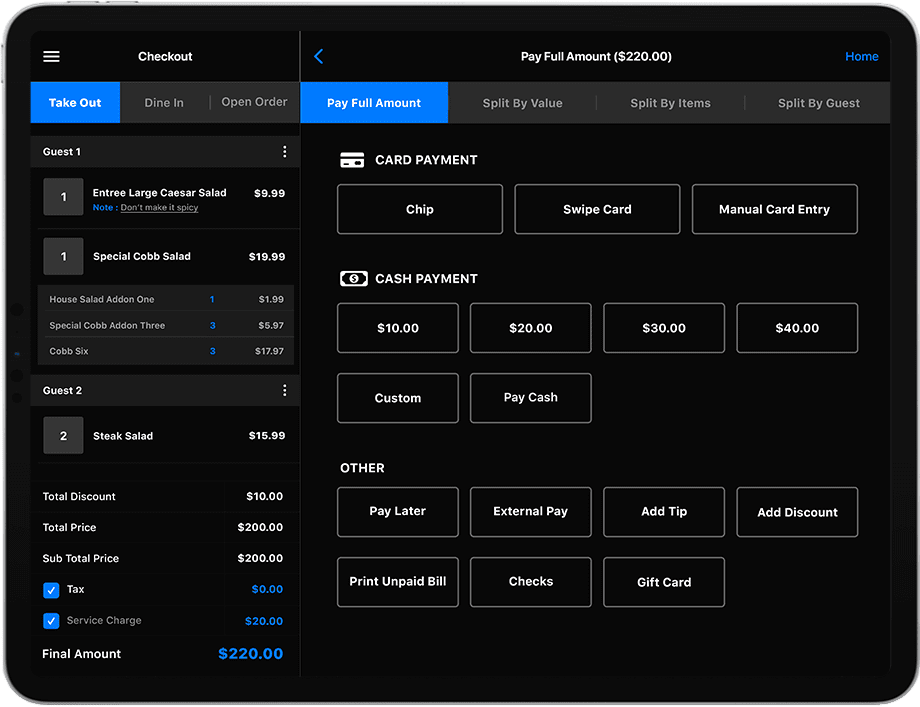 Checkout
Take Out Dine In Open Order
Guest 1
1 Entree Large Caesar Salad $9.99
Note : Don't make it spicy
1 Special Cobb Salad $19.99
House Salad Addon One 1 $1.99
Special Cobb Addon Three 3 $5.97
Cobb Six 3 $17.97
Guest 2
2 Steak Salad $15.99
Total Discount $10.00
Total Price $200.00
Sub Total Price $200.00
Tax $0.00
Service Charge $20.00
Final Amount $220.00
Pay Full Amount ($220.00) Home
Pay Full Amount Split By Value Split By Items Split By Guest
CARD PAYMENT
Chip Swipe Card Manual Card Entry
CASH PAYMENT
$10.00 $20.00 $30.00 $40.00
Custom Pay Cash
OTHER
Pay Later External Pay Add Tip Add Discount
Print Unpaid Bill Checks Gift Card